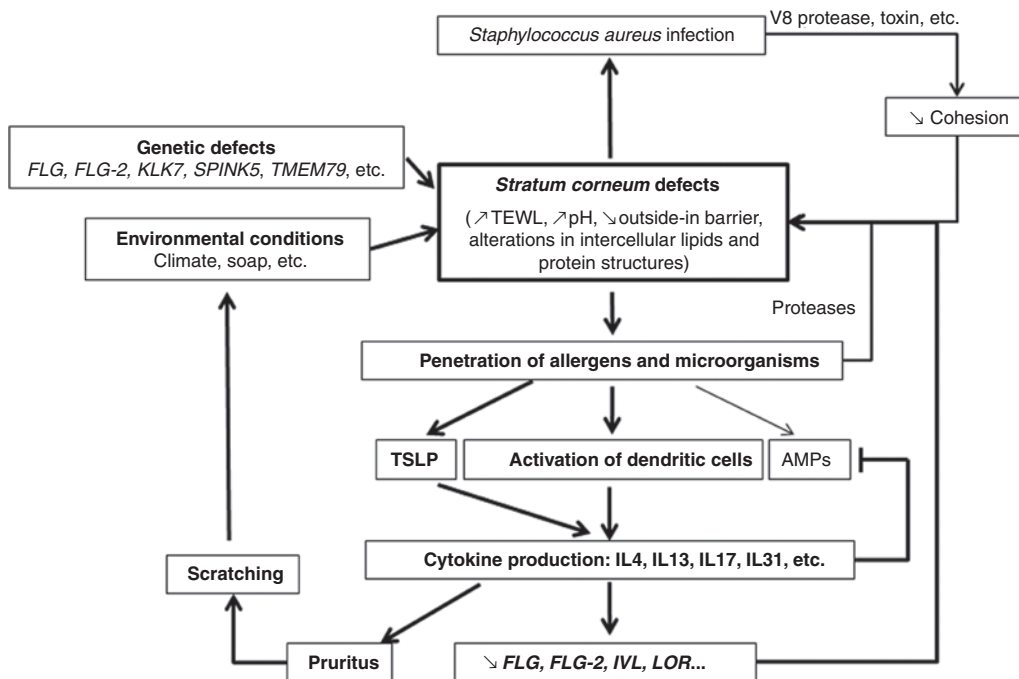 V8 protease, toxin, etc.
Staphylococcus aureus infection
↘ Cohesion
Genetic defects
FLG, FLG-2, KLK7, SPINK5, TMEM79, etc.
Stratum corneum defects
(↗TEWL, ↗pH, ↘outside-in barrier,
alterations in intercellular lipids and
protein structures)
Environmental conditions
Climate, soap, etc.
Proteases
Penetration of allergens and microorganisms
TSLP
Activation of dendritic cells
AMPs
Cytokine production: IL4, IL13, IL17, IL31, etc.
Scratching
Pruritus
↘ FLG, FLG-2, IVL, LOR...